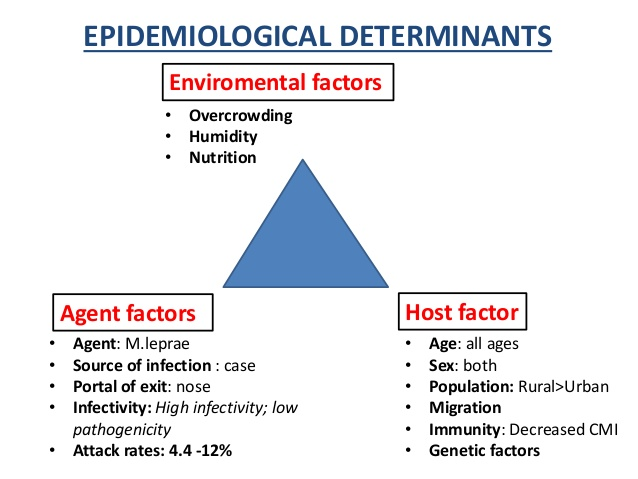 EPIDEMIOLOGICAL DETERMINANTS
Enviromental factors
• Overcrowding
• Humidity
• Nutrition
Agent factors
• Agent: M.leprae
• Source of infection : case
• Portal of exit: nose
• Infectivity: High infectivity; low
pathogenicity
• Attack rates: 4.4 -12%
Host factor
• Age: all ages
• Sex: both
• Population: Rural>Urban
• Migration
• Immunity: Decreased CMI
• Genetic factors